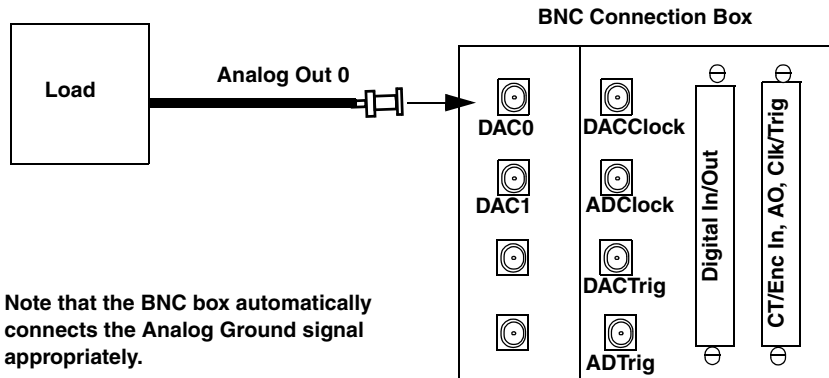 BNC Connection Box
Load
Analog Out 0
DAC0
DACClock
DAC1
ADClock
DACTrig
ADTrig
Digital In/Out
CT/Enc In, AO, Clk/Trig
Note that the BNC box automatically
connects the Analog Ground signal
appropriately.